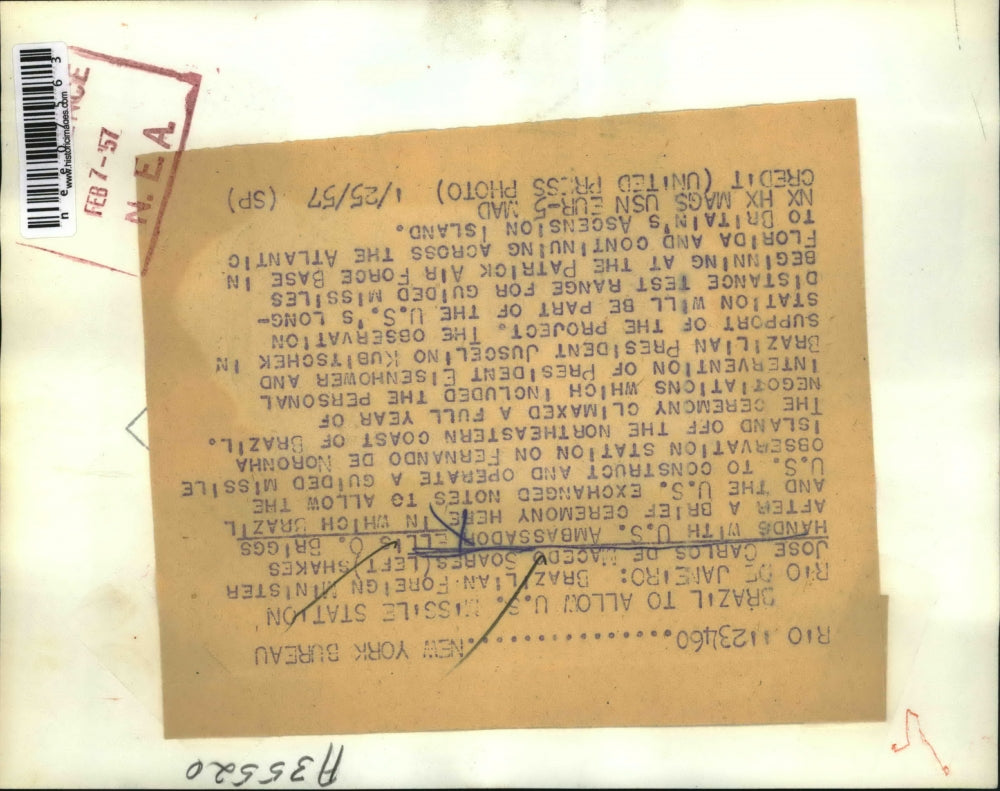 RIO 1123460................NEW YORK BUREAU
BRAZIL TO ALLOW U.S. MISSILE STATION
RIO DE JANEIRO: BRAZILIAN FOREIGN MINISTER
JOSE CARLOS DE MACEDO SOARES (LEFT) SHAKES
HANDS WITH U.S. AMBASSADOR ELLIS O. BRIGGS
AFTER A BRIEF CEREMONY HERE IN WHICH BRAZIL
AND THE U.S. EXCHANGED NOTES TO ALLOW THE
U.S. TO CONSTRUCT AND OPERATE A GUIDED MISSILE
OBSERVATION STATION ON FERNANDO DE NORONHA
ISLAND OFF THE NORTHEASTERN COAST OF BRAZIL.
THE CEREMONY CLIMAXED A FULL YEAR OF
NEGOTIATIONS WHICH INCLUDED THE PERSONAL
INTERVENTION OF PRESIDENT EISENHOWER AND
BRAZILIAN PRESIDENT JUSCELINO KUBITSCHEK IN
SUPPORT OF THE PROJECT. THE OBSERVATION
STATION WILL BE PART OF THE U.S.'S LONG-
DISTANCE TEST RANGE FOR GUIDED MISSILES
BEGINNING AT THE PATRICK AIR FORCE BASE IN
FLORIDA AND CONTINUING ACROSS THE ATLANTIC
TO BRITAIN'S ASCENSION ISLAND.
NX HX MAGS USN EUR-5 MAD
CREDIT (UNITED PRESS PHOTO) 1/25/57 (SP)
FEB 7-'57
N. E. A.
www.historicimages.com
A35520